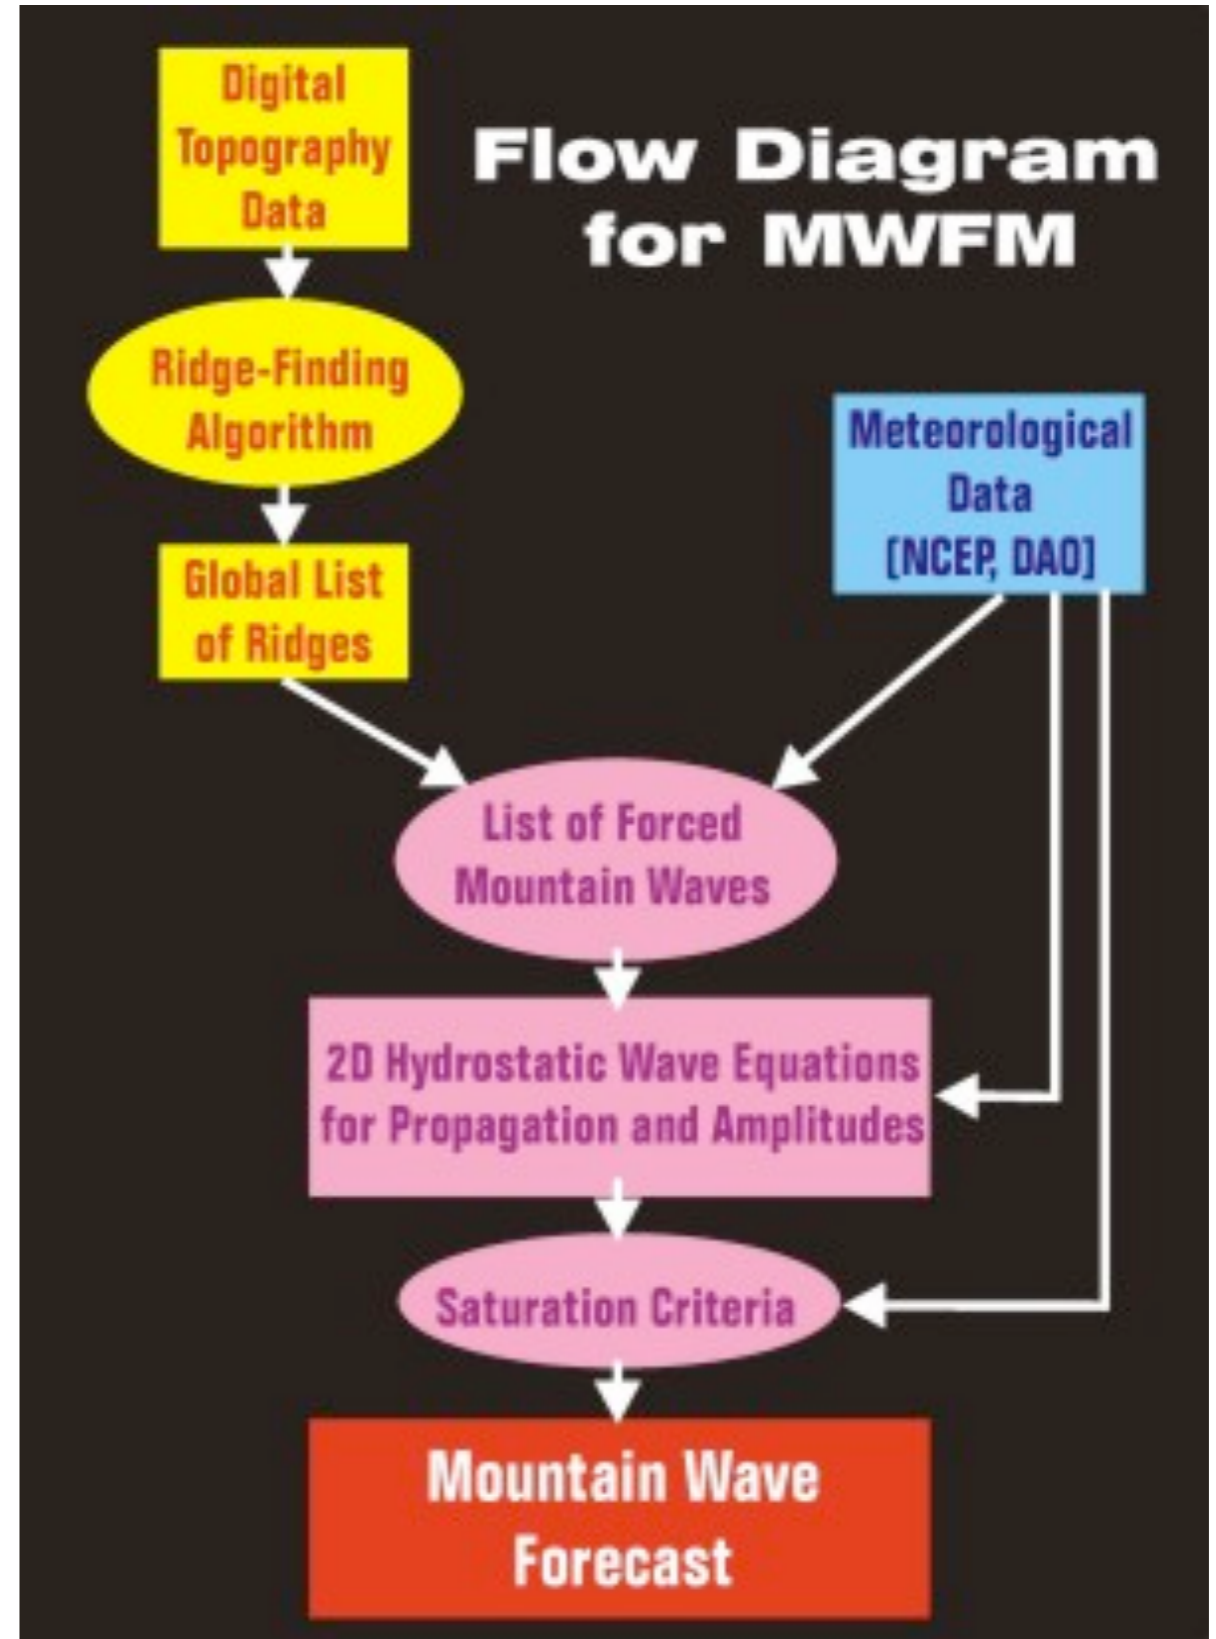 Digital
Topography
Data
Flow Diagram
for MWFM
Ridge-Finding
Algorithm
Meteorological
Data
[NCEP, DAO]
Global List
of Ridges
List of Forced
Mountain Waves
2D Hydrostatic Wave Equations
for Propagation and Amplitudes
Saturation Criteria
Mountain Wave
Forecast